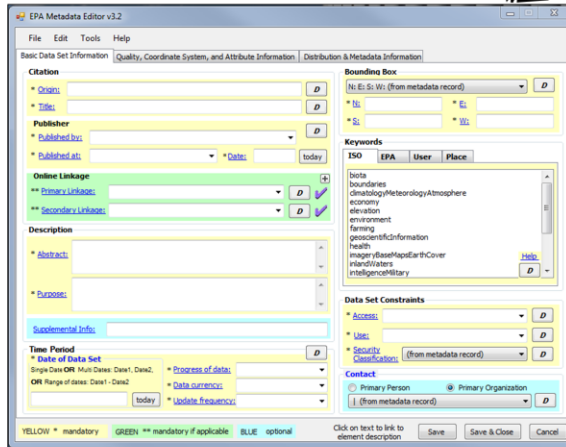 EPA Metadata Editor v3.2
File Edit Tools Help
Basic Data Set Information Quality, Coordinate System, and Attribute Information Distribution & Metadata Information
Citation
* Origin: D
* Title: D
Publisher
* Published by: D
* Published at: * Date: today
Online Linkage
** Primary Linkage: D
** Secondary Linkage: D
Description
* Abstract:
* Purpose:
Supplemental Info:
Time Period D
* Date of Data Set
Single Date OR Multi Dates: Date1, Date2,
OR Range of dates: Date1 - Date2
today
* Progress of data:
* Data currency:
* Update frequency:
Bounding Box
N: E: S: W: (from metadata record) D
* N: * E:
* S: * W:
Keywords
ISO EPA User Place
biota
boundaries
climatologyMeteorologyAtmosphere
economy
elevation
environment
farming
geoscientificInformation
health
imageryBaseMapsEarthCover
inlandWaters
intelligenceMilitary
Help
D
Data Set Constraints
* Access: D
* Use: D
* Security Classification: (from metadata record) D
Contact
Primary Person Primary Organization
| (from metadata record) D
YELLOW * mandatory GREEN ** mandatory if applicable BLUE optional
Click on text to link to
element description
Save Save & Close Cancel